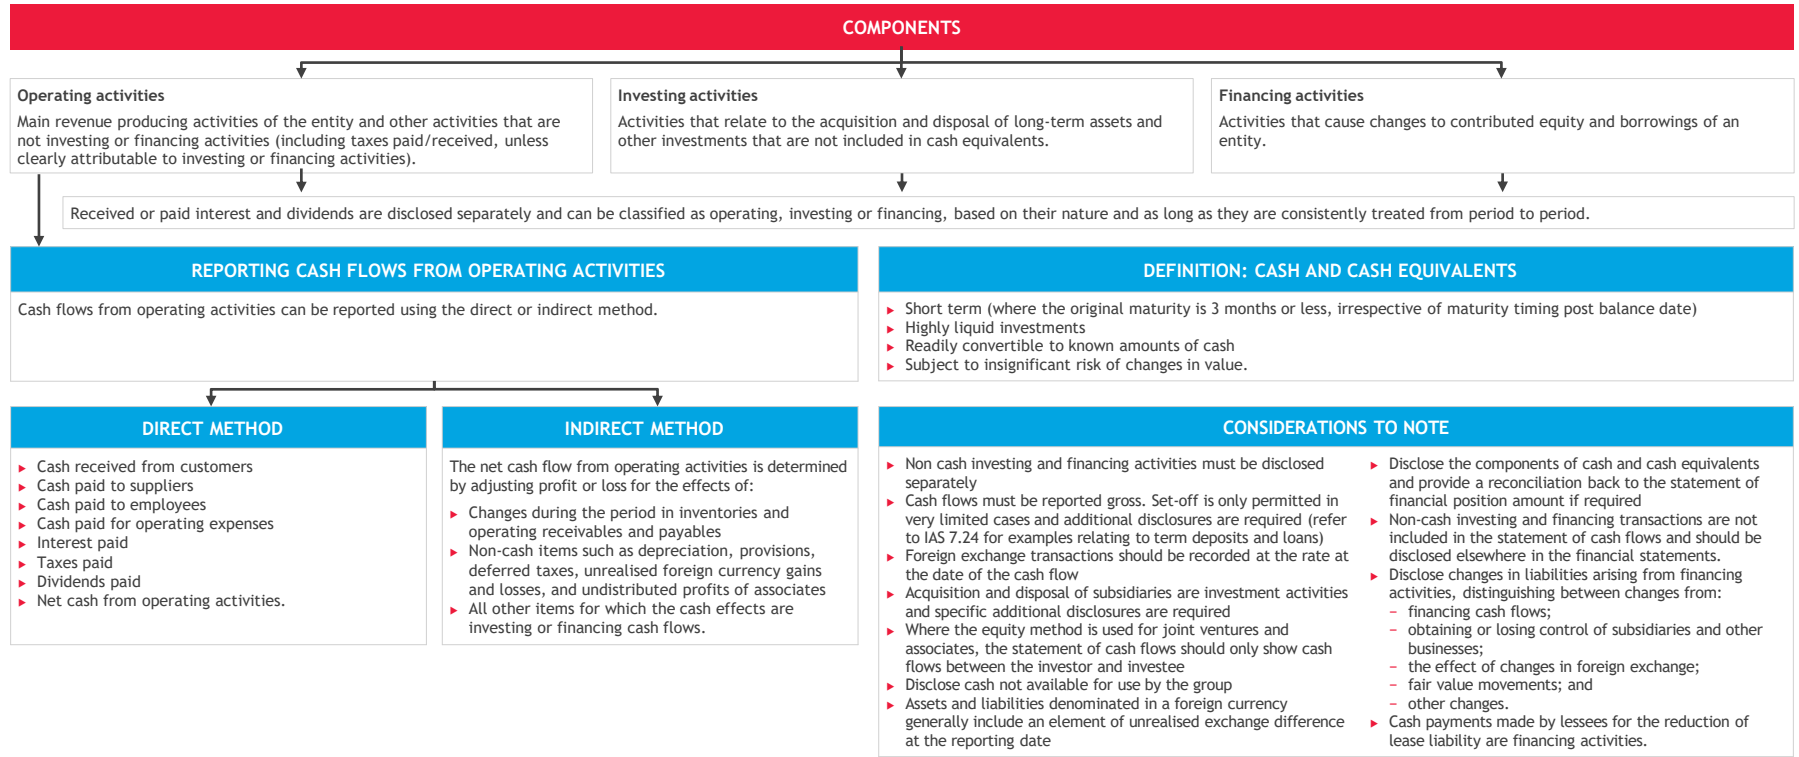 COMPONENTS
Operating activities
Main revenue producing activities of the entity and other activities that are
not investing or financing activities (including taxes paid/received, unless
clearly attributable to investing or financing activities).
Investing activities
Activities that relate to the acquisition and disposal of long-term assets and
other investments that are not included in cash equivalents.
Financing activities
Activities that cause changes to contributed equity and borrowings of an
entity.
Received or paid interest and dividends are disclosed separately and can be classified as operating, investing or financing, based on their nature and as long as they are consistently treated from period to period.
REPORTING CASH FLOWS FROM OPERATING ACTIVITIES
Cash flows from operating activities can be reported using the direct or indirect method.
DEFINITION: CASH AND CASH EQUIVALENTS
► Short term (where the original maturity is 3 months or less, irrespective of maturity timing post balance date)
► Highly liquid investments
► Readily convertible to known amounts of cash
► Subject to insignificant risk of changes in value.
DIRECT METHOD
► Cash received from customers
► Cash paid to suppliers
► Cash paid to employees
► Cash paid for operating expenses
► Interest paid
► Taxes paid
► Dividends paid
► Net cash from operating activities.
INDIRECT METHOD
The net cash flow from operating activities is determined
by adjusting profit or loss for the effects of:
► Changes during the period in inventories and
operating receivables and payables
► Non-cash items such as depreciation, provisions,
deferred taxes, unrealised foreign currency gains
and losses, and undistributed profits of associates
► All other items for which the cash effects are
investing or financing cash flows.
CONSIDERATIONS TO NOTE
► Non cash investing and financing activities must be disclosed
separately
► Cash flows must be reported gross. Set-off is only permitted in
very limited cases and additional disclosures are required (refer
to IAS 7.24 for examples relating to term deposits and loans)
► Foreign exchange transactions should be recorded at the rate at
the date of the cash flow
► Acquisition and disposal of subsidiaries are investment activities
and specific additional disclosures are required
► Where the equity method is used for joint ventures and
associates, the statement of cash flows should only show cash
flows between the investor and investee
► Disclose cash not available for use by the group
► Assets and liabilities denominated in a foreign currency
generally include an element of unrealised exchange difference
at the reporting date
► Disclose the components of cash and cash equivalents
and provide a reconciliation back to the statement of
financial position amount if required
► Non-cash investing and financing transactions are not
included in the statement of cash flows and should be
disclosed elsewhere in the financial statements.
► Disclose changes in liabilities arising from financing
activities, distinguishing between changes from:
– financing cash flows;
– obtaining or losing control of subsidiaries and other
businesses;
– the effect of changes in foreign exchange;
– fair value movements; and
– other changes.
► Cash payments made by lessees for the reduction of
lease liability are financing activities.